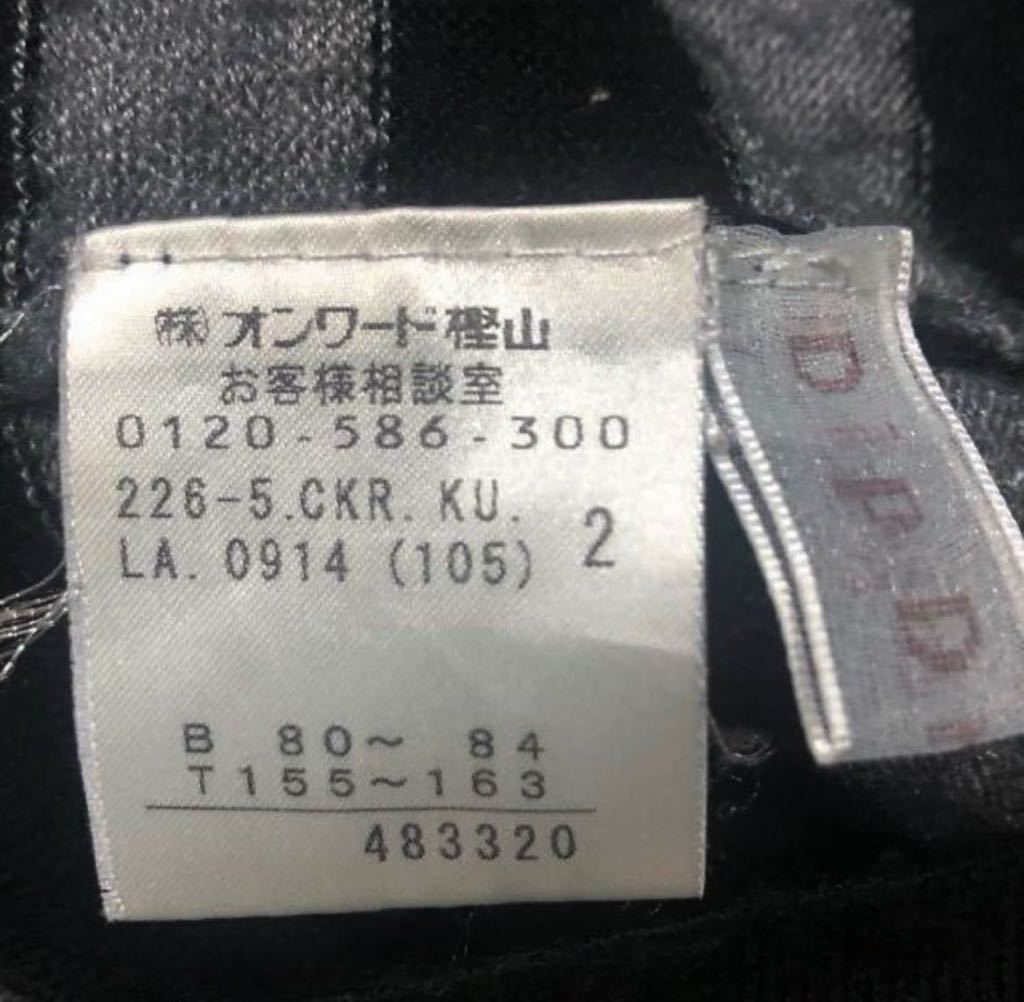 ㈱オンワード樫山
お客様相談室
0120-586-300
226-5.CKR.KU.
LA.0914 (105) 2
B 80～ 84
T155～163
483320